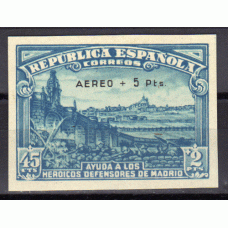 REPUBLICA ESPAÑOLA
CORREOS
AEREO + 5 Pts.
45 2
AYUDA A LOS
HEROICOS DEFENSORES DE MADRID